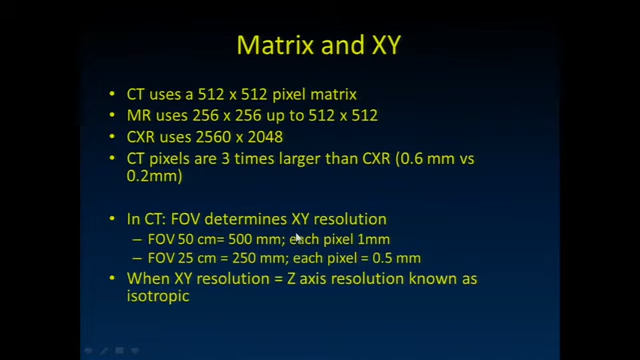 Matrix and XY
• CT uses a 512 x 512 pixel matrix
• MR uses 256 x 256 up to 512 x 512
• CXR uses 2560 x 2048
• CT pixels are 3 times larger than CXR (0.6 mm vs
0.2mm)
• In CT: FOV determines XY resolution
– FOV 50 cm= 500 mm; each pixel 1mm
– FOV 25 cm = 250 mm; each pixel = 0.5 mm
• When XY resolution = Z axis resolution known as
isotropic